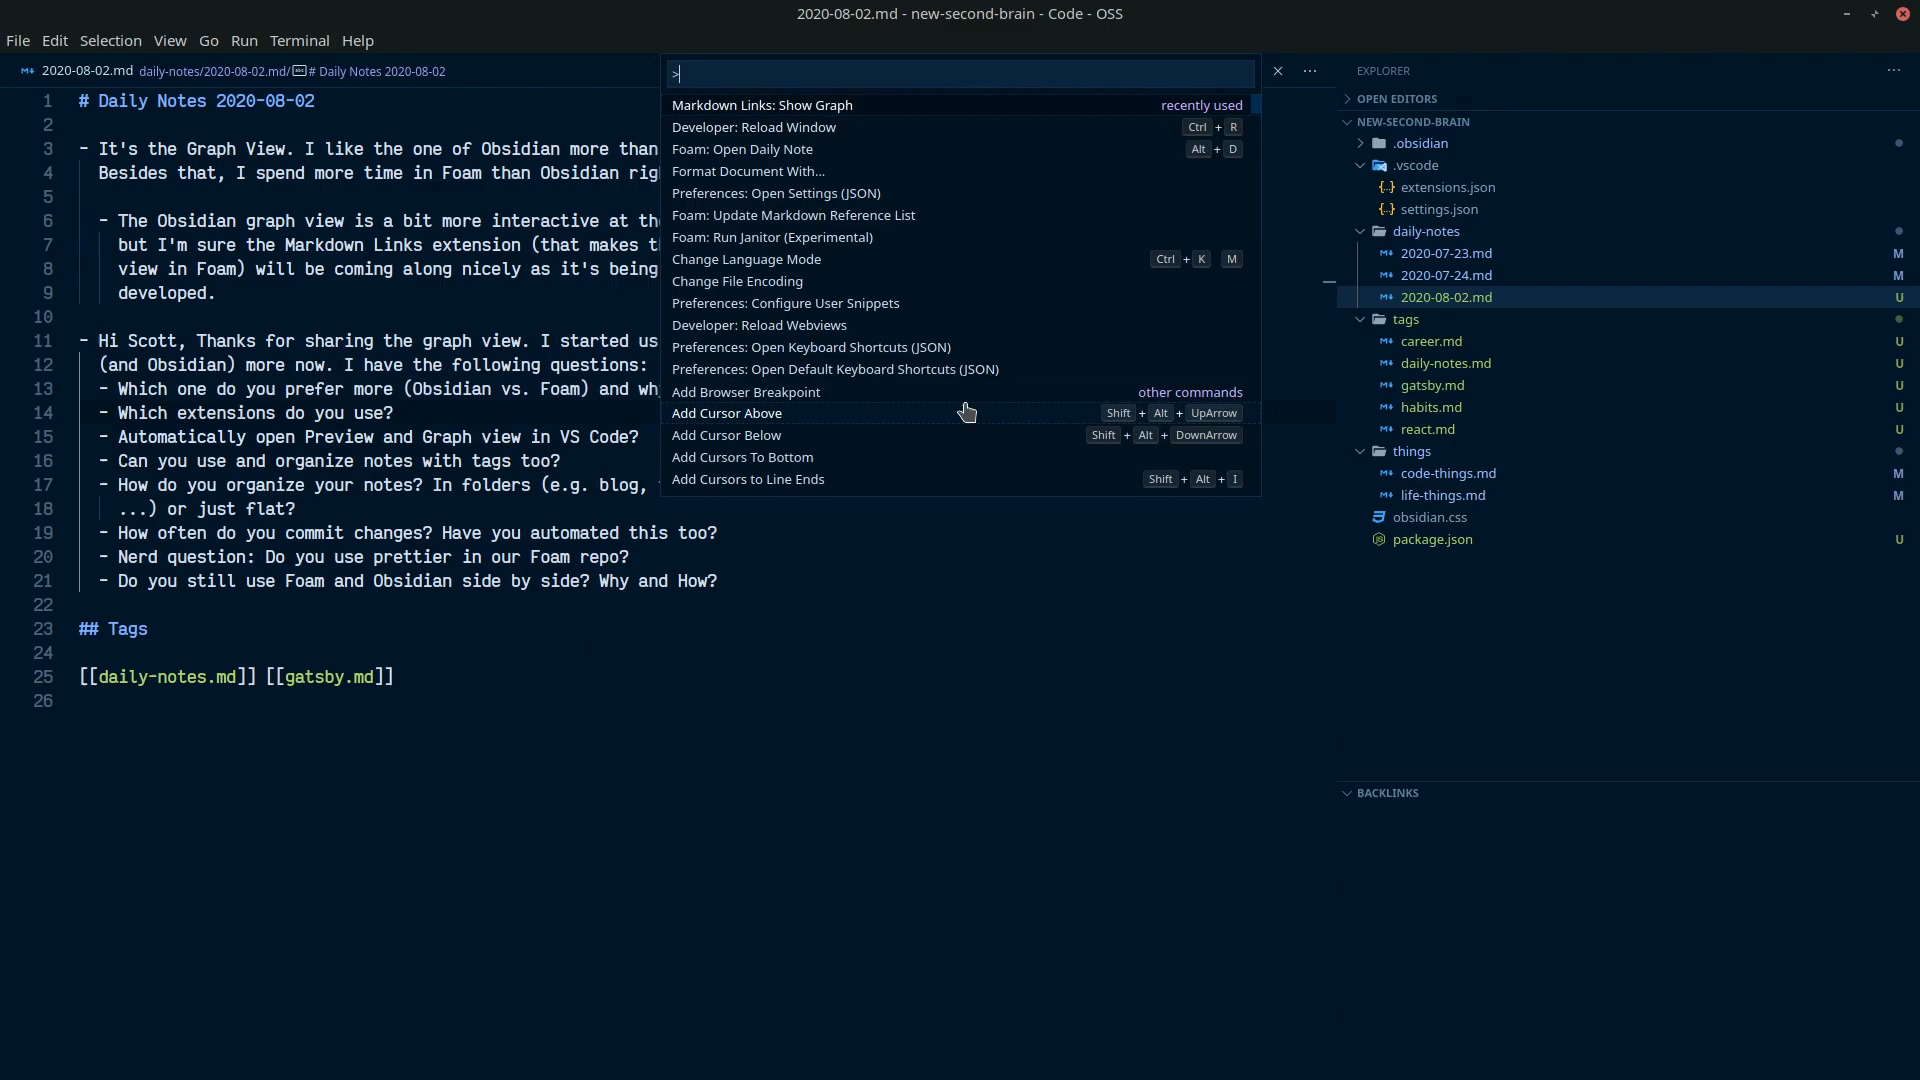 2020-08-02.md - new-second-brain - Code - OSS
File Edit Selection View Go Run Terminal Help
2020-08-02.md daily-notes/2020-08-02.md/ # Daily Notes 2020-08-02
1 # Daily Notes 2020-08-02
2
3 - It's the Graph View. I like the one of Obsidian more than
4 Besides that, I spend more time in Foam than Obsidian
5
6 - The Obsidian graph view is a bit more interactive at
7 but I'm sure the Markdown Links extension (that makes
8 view in Foam) will be coming along nicely as it's being
9 developed.
10
11 - Hi Scott, Thanks for sharing the graph view. I started us
12 (and Obsidian) more now. I have the following questions:
13 - Which one do you prefer more (Obsidian vs. Foam) and
14 - Which extensions do you use?
15 - Automatically open Preview and Graph view in VS Code?
16 - Can you use and organize notes with tags too?
17 - How do you organize your notes? In folders (e.g. blog,
18 ...) or just flat?
19 - How often do you commit changes? Have you automated this too?
20 - Nerd question: Do you use prettier in our Foam repo?
21 - Do you still use Foam and Obsidian side by side? Why and How?
22
23 ## Tags
24
25 [[daily-notes.md]] [[gatsby.md]]
26
>
Markdown Links: Show Graph recently used
Developer: Reload Window Ctrl + R
Foam: Open Daily Note Alt + D
Format Document With...
Preferences: Open Settings (JSON)
Foam: Update Markdown Reference List
Foam: Run Janitor (Experimental)
Change Language Mode Ctrl + K M
Change File Encoding
Preferences: Configure User Snippets
Developer: Reload Webviews
Preferences: Open Keyboard Shortcuts (JSON)
Preferences: Open Default Keyboard Shortcuts (JSON)
Add Browser Breakpoint other commands
Add Cursor Above Shift + Alt + UpArrow
Add Cursor Below Shift + Alt + DownArrow
Add Cursors To Bottom
Add Cursors to Line Ends Shift + Alt + I
EXPLORER
OPEN EDITORS
NEW-SECOND-BRAIN
.obsidian
.vscode
extensions.json
settings.json
daily-notes
2020-07-23.md M
2020-07-24.md M
2020-08-02.md U
tags
career.md U
daily-notes.md U
gatsby.md U
habits.md U
react.md U
things
code-things.md M
life-things.md M
obsidian.css
package.json U
BACKLINKS